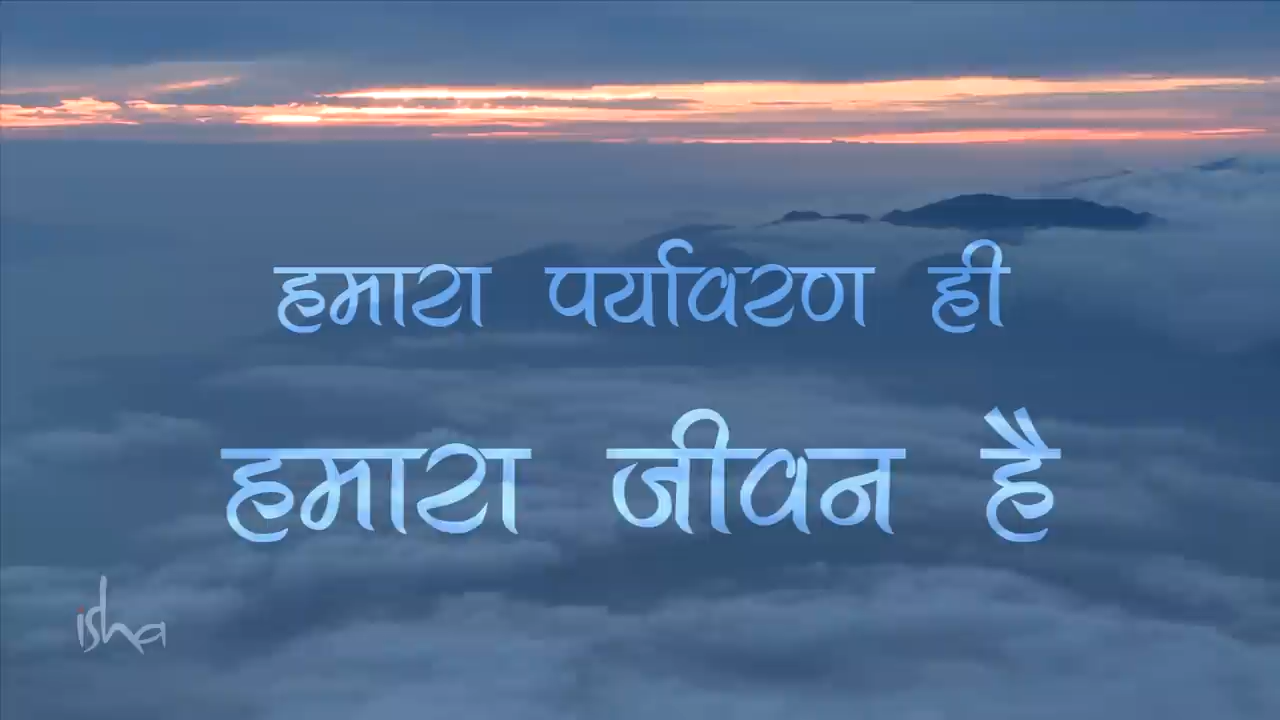 हमारा पर्यावरण ही
हमारा जीवन है
isha